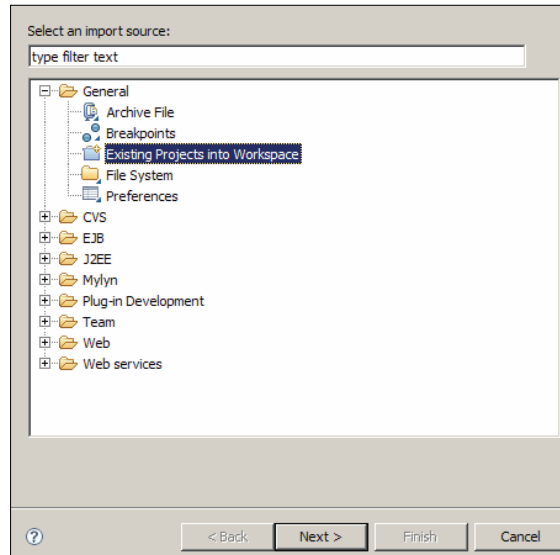 Select an import source:
type filter text
General
Archive File
Breakpoints
Existing Projects into Workspace
File System
Preferences
CVS
EJB
J2EE
Mylyn
Plug-in Development
Team
Web
Web services
? < Back Next > Finish Cancel